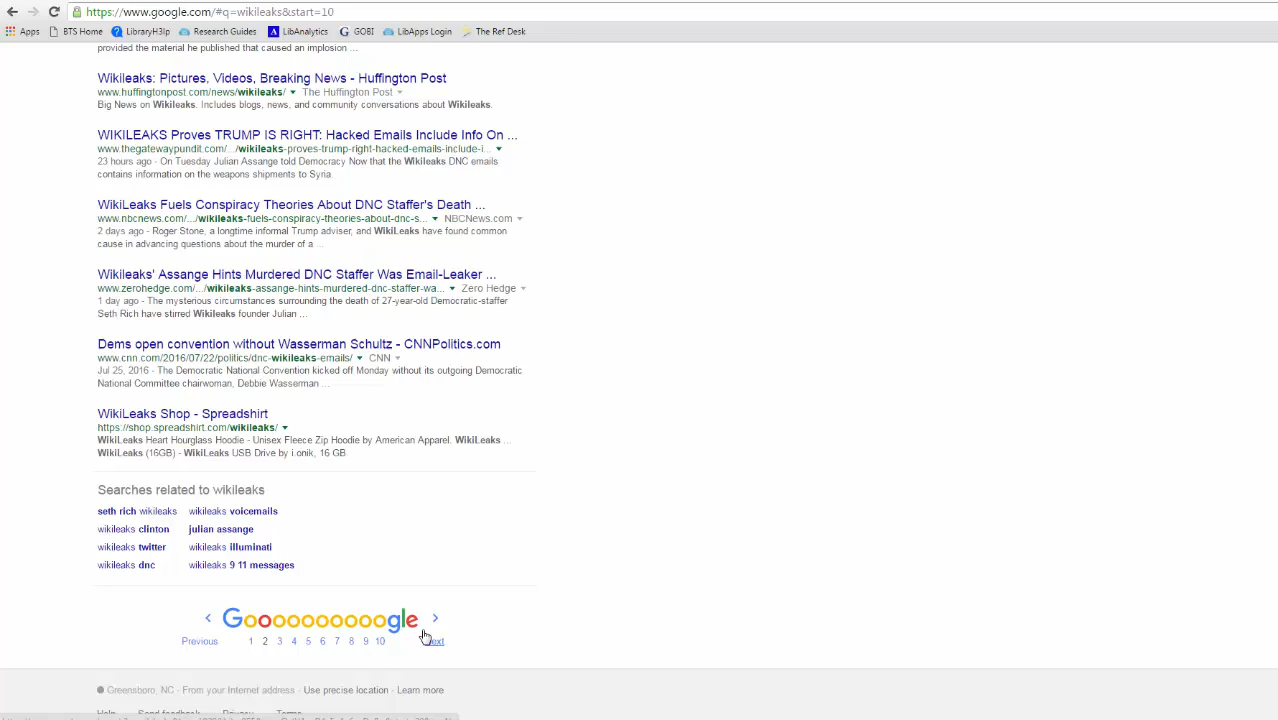 https://www.google.com/#q=wikileaks&start=10
Apps BTS Home LibraryH3lp Research Guides LibAnalytics GOBI LibApps Login The Ref Desk
provided the material he published that caused an implosion ...
Wikileaks: Pictures, Videos, Breaking News - Huffington Post
www.huffingtonpost.com/news/wikileaks/ The Huffington Post
Big News on Wikileaks. Includes blogs, news, and community conversations about Wikileaks.
WIKILEAKS Proves TRUMP IS RIGHT: Hacked Emails Include Info On ...
www.thegatewaypundit.com/.../wikileaks-proves-trump-right-hacked-emails-include-i...
23 hours ago - On Tuesday Julian Assange told Democracy Now that the Wikileaks DNC emails
contains information on the weapons shipments to Syria.
WikiLeaks Fuels Conspiracy Theories About DNC Staffer's Death ...
www.nbcnews.com/.../wikileaks-fuels-conspiracy-theories-about-dnc-s... NBCNews.com
2 days ago - Roger Stone, a longtime informal Trump adviser, and WikiLeaks have found common
cause in advancing questions about the murder of a ...
Wikileaks' Assange Hints Murdered DNC Staffer Was Email-Leaker ...
www.zerohedge.com/.../wikileaks-assange-hints-murdered-dnc-staffer-wa... Zero Hedge
1 day ago - The mysterious circumstances surrounding the death of 27-year-old Democratic-staffer
Seth Rich have stirred Wikileaks founder Julian ...
Dems open convention without Wasserman Schultz - CNNPolitics.com
www.cnn.com/2016/07/22/politics/dnc-wikileaks-emails/ CNN
Jul 25, 2016 - The Democratic National Convention kicked off Monday without its outgoing Democratic
National Committee chairwoman, Debbie Wasserman ...
WikiLeaks Shop - Spreadshirt
https://shop.spreadshirt.com/wikileaks/
WikiLeaks Heart Hourglass Hoodie - Unisex Fleece Zip Hoodie by American Apparel. WikiLeaks ...
WikiLeaks (16GB) - WikiLeaks USB Drive by i.onik, 16 GB.
Searches related to wikileaks
seth rich wikileaks wikileaks voicemails
wikileaks clinton julian assange
wikileaks twitter wikileaks illuminati
wikileaks dnc wikileaks 9 11 messages
Goooooooooogle
Previous 1 2 3 4 5 6 7 8 9 10
Greensboro, NC - From your Internet address - Use precise location - Learn more
Help Send feedback Privacy Terms